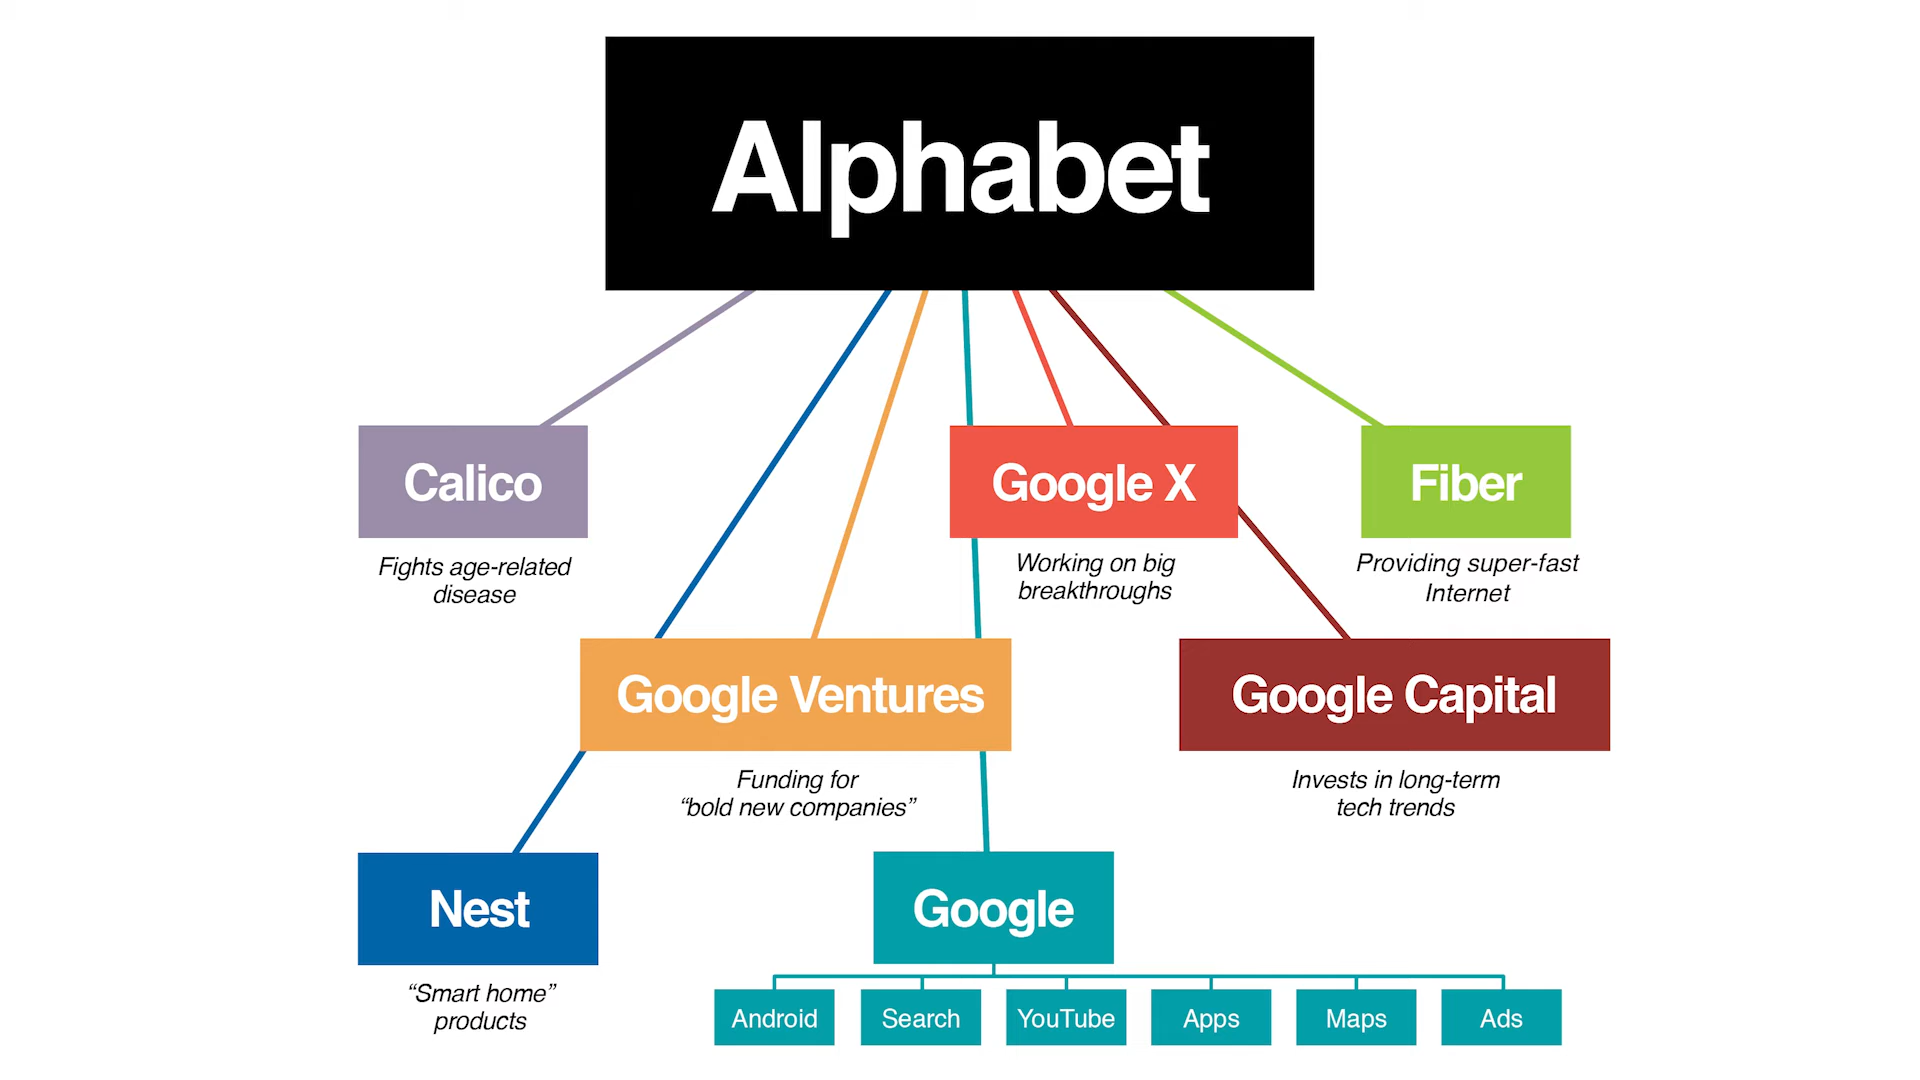 Alphabet
Calico
Fights age-related
disease
Google X
Working on big
breakthroughs
Fiber
Providing super-fast
Internet
Google Ventures
Funding for
“bold new companies”
Google Capital
Invests in long-term
tech trends
Nest
“Smart home”
products
Google
Android
Search
YouTube
Apps
Maps
Ads